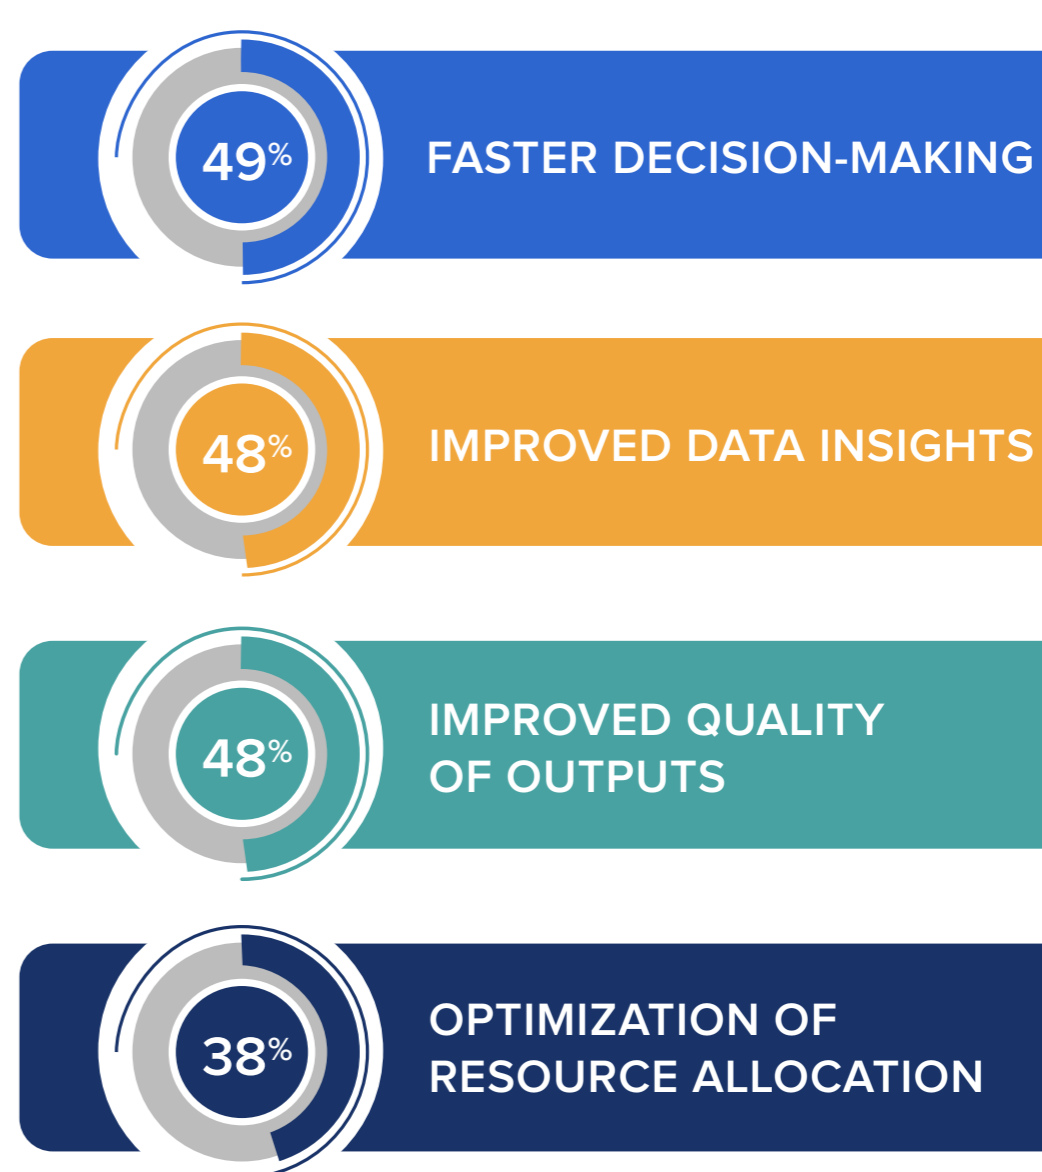 49% FASTER DECISION-MAKING
48% IMPROVED DATA INSIGHTS
48% IMPROVED QUALITY
OF OUTPUTS
38% OPTIMIZATION OF
RESOURCE ALLOCATION